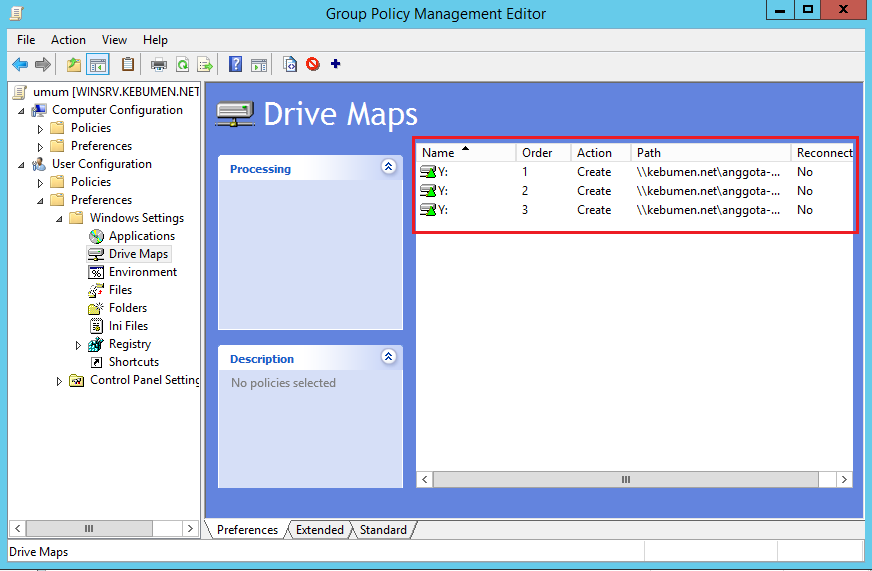 Group Policy Management Editor
File Action View Help
umum [WINSRV.KEBUMEN.NET
Computer Configuration
Policies
Preferences
User Configuration
Policies
Preferences
Windows Settings
Applications
Drive Maps
Environment
Files
Folders
Ini Files
Registry
Shortcuts
Control Panel Setting
Drive Maps
Processing
Description
No policies selected
Name Order Action Path Reconnect
Y: 1 Create \\kebumen.net\anggota-... No
Y: 2 Create \\kebumen.net\anggota-... No
Y: 3 Create \\kebumen.net\anggota-... No
Preferences Extended Standard
Drive Maps